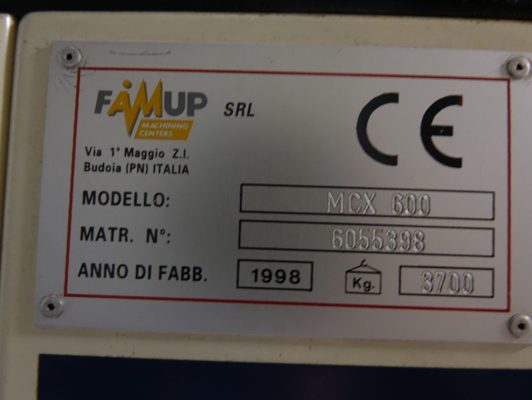 FAMUP SRL
MACHINING
CENTERS
CE
Via 1° Maggio Z.I.
Budoia (PN) ITALIA
MODELLO: MCX 600
MATR. N°: 6055398
ANNO DI FABB. 1998 Kg. 3700